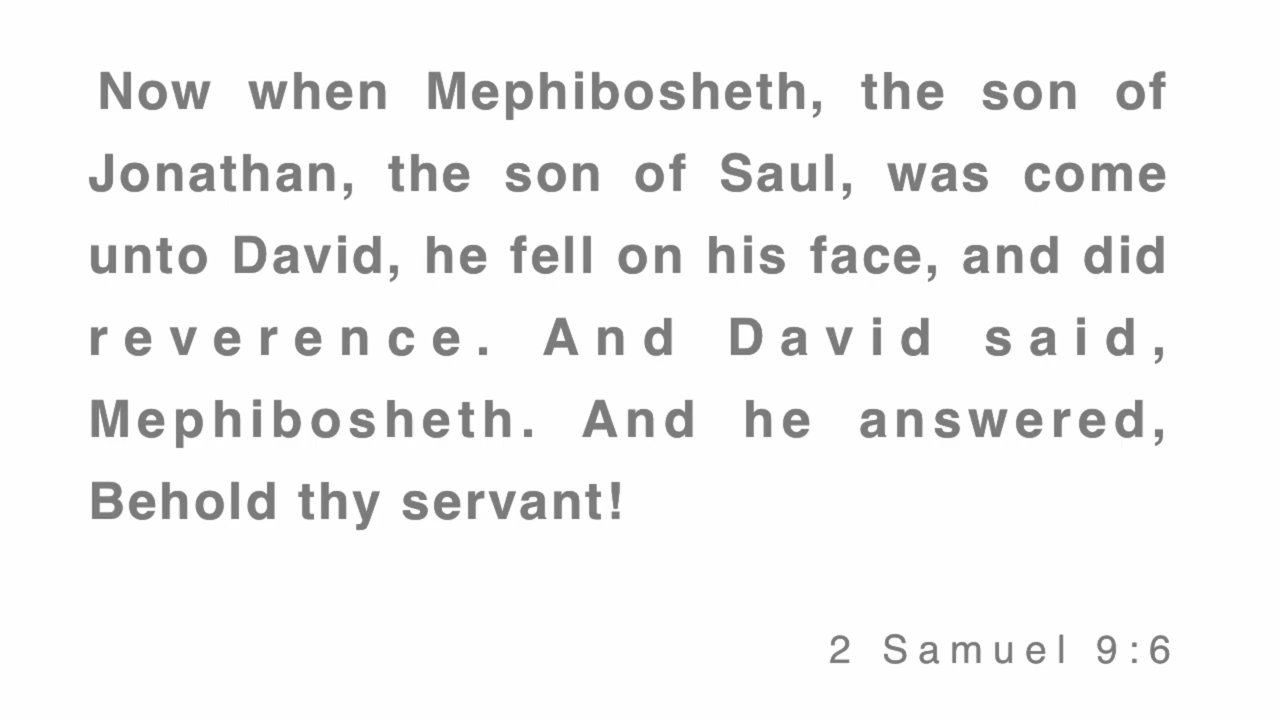 Now when Mephibosheth, the son of
Jonathan, the son of Saul, was come
unto David, he fell on his face, and did
reverence. And David said,
Mephibosheth. And he answered,
Behold thy servant!
2 Samuel 9:6